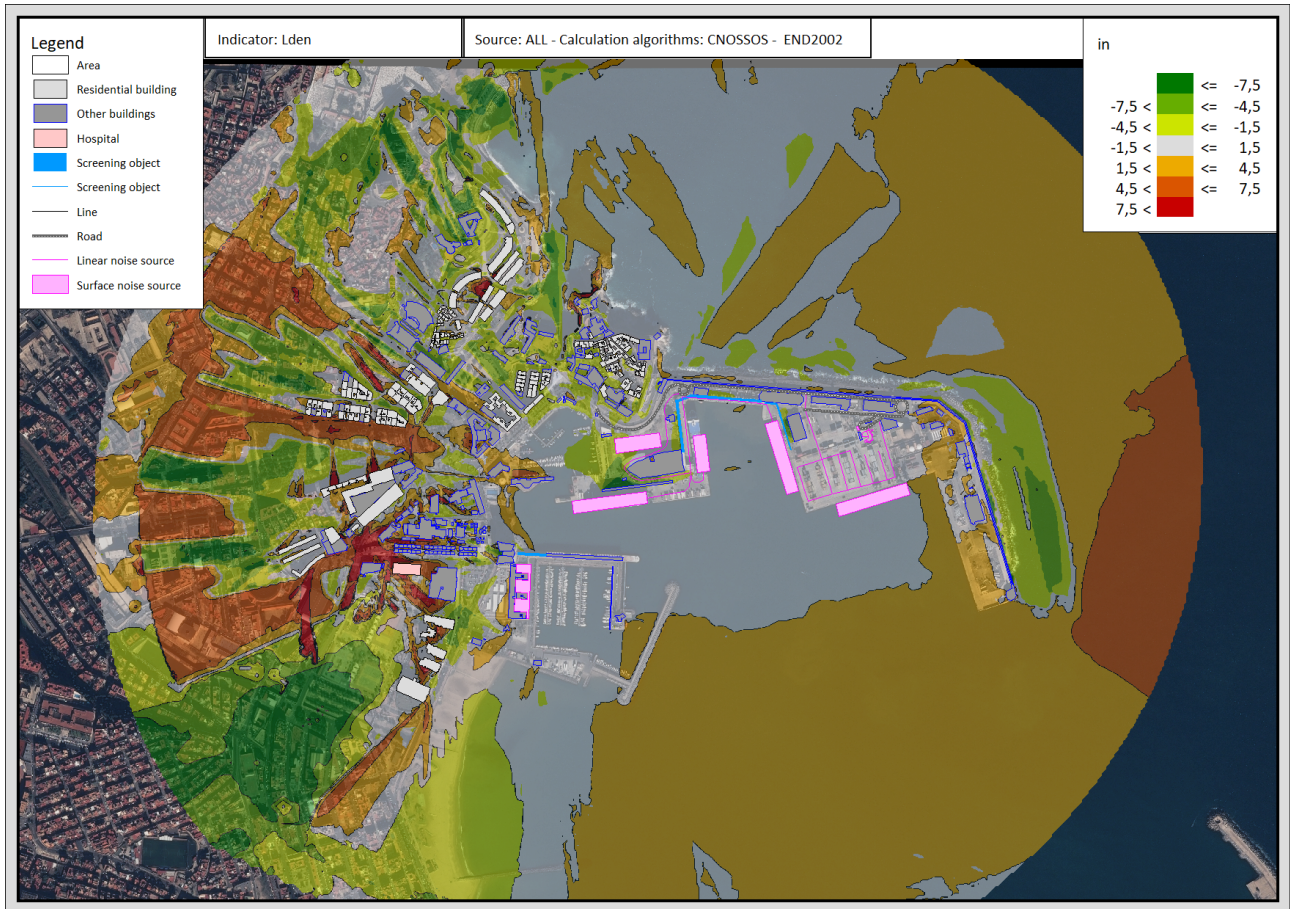 Legend
Area
Residential building
Other buildings
Hospital
Screening object
Screening object
Line
Road
Linear noise source
Surface noise source
Indicator: Lden
Source: ALL - Calculation algorithms: CNOSSOS - END2002
in
<= -7,5
-7,5 < <= -4,5
-4,5 < <= -1,5
-1,5 < <= 1,5
1,5 < <= 4,5
4,5 < <= 7,5
7,5 <